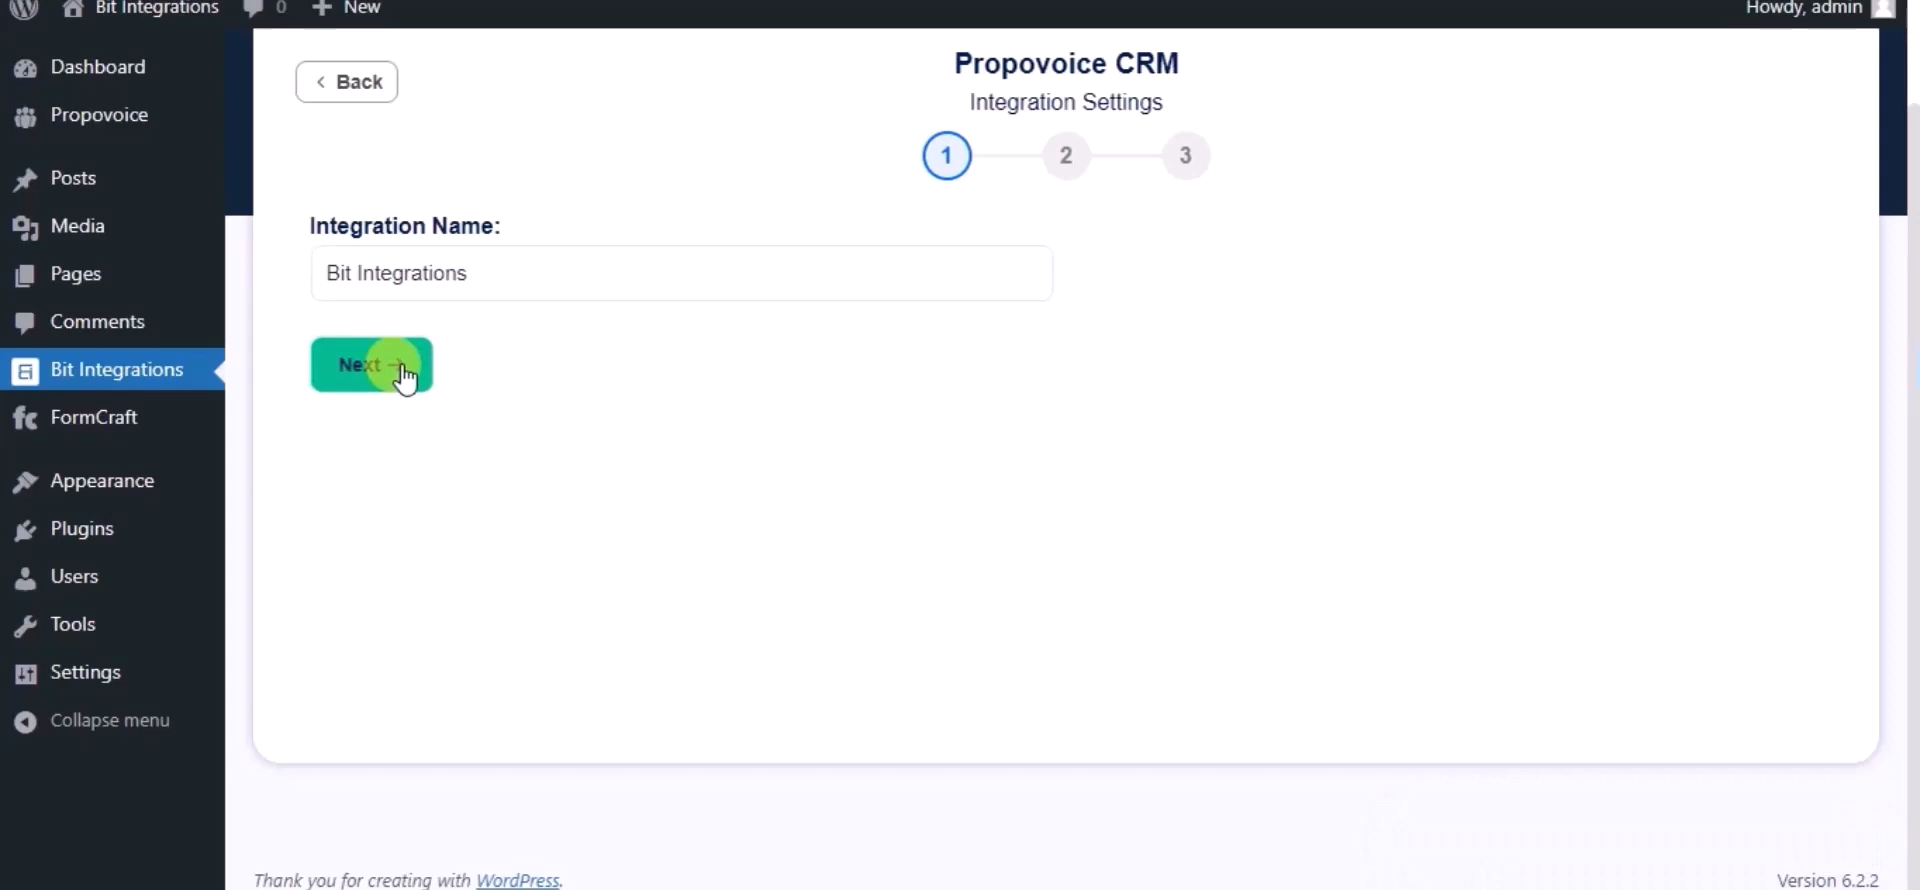 Bit Integrations 0 New Howdy, admin
Dashboard
Propovoice
Posts
Media
Pages
Comments
Bit Integrations
FormCraft
Appearance
Plugins
Users
Tools
Settings
Collapse menu
Back
Propovoice CRM
Integration Settings
1 2 3
Integration Name:
Bit Integrations
Next
Thank you for creating with WordPress.
Version 6.2.2